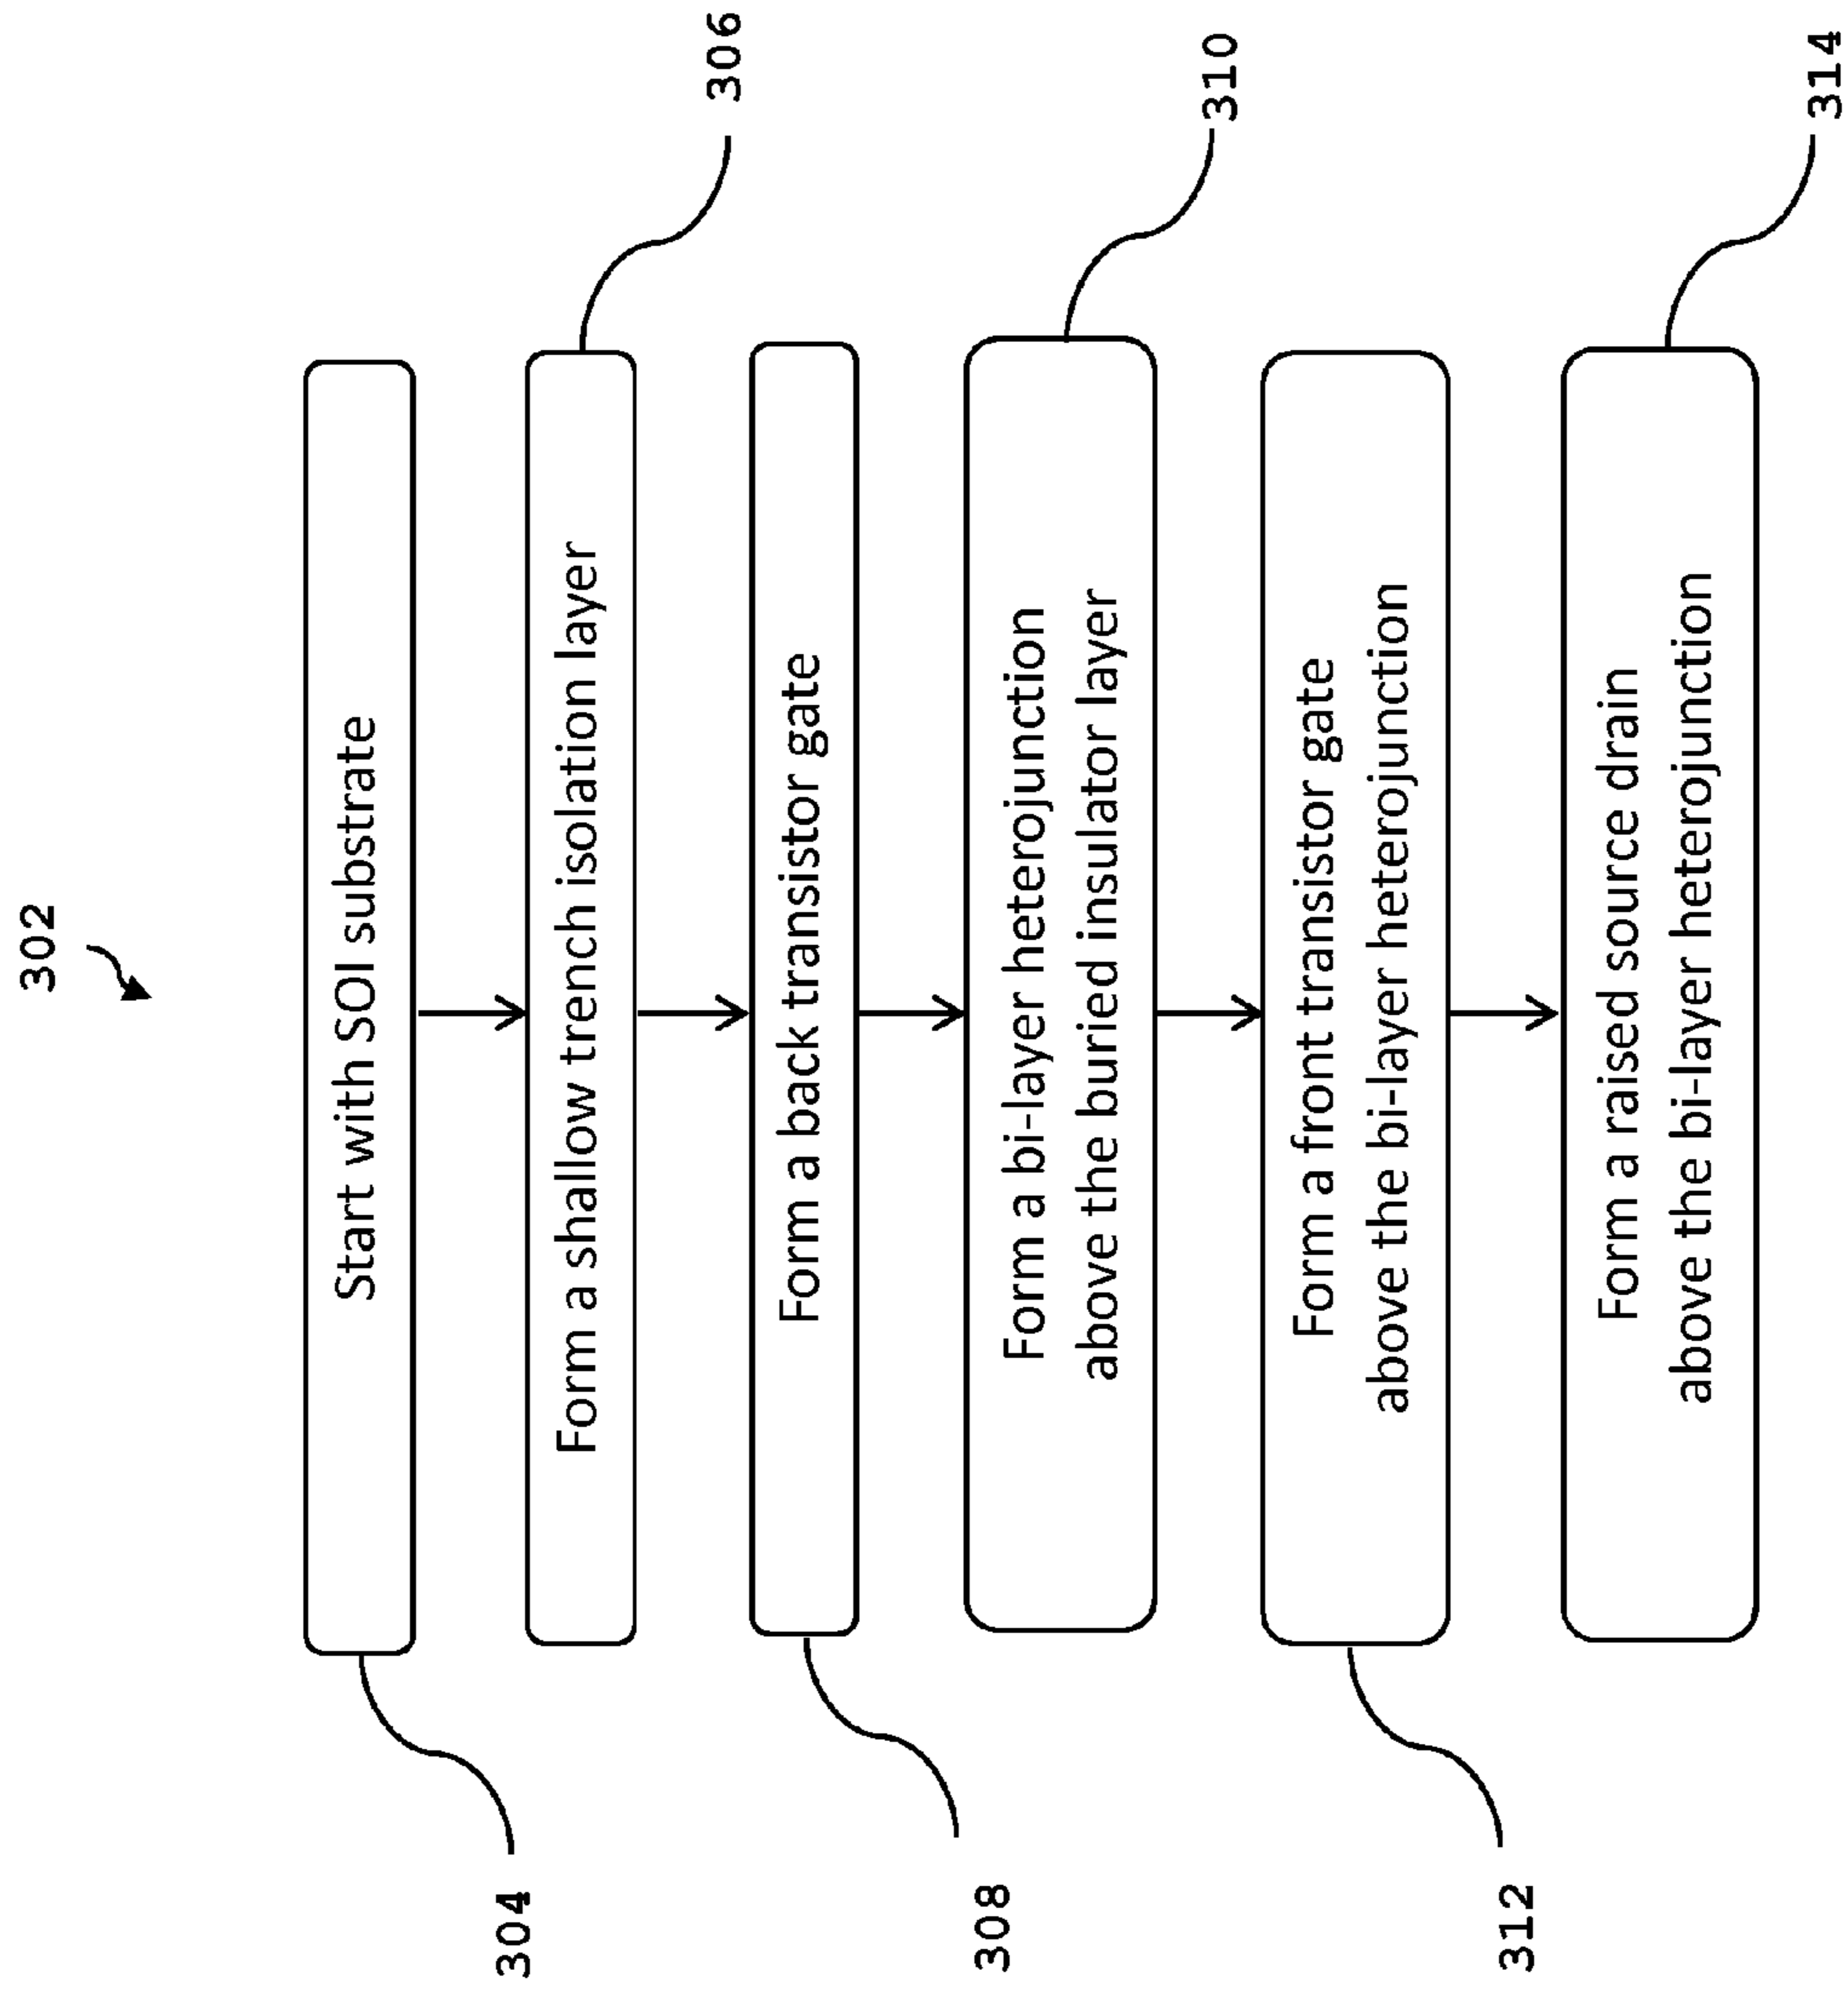 302
Start with SOI substrate
304
Form a shallow trench isolation layer
306
Form a back transistor gate
308
Form a bi-layer heterojunction
above the buried insulator layer
310
Form a front transistor gate
above the bi-layer heterojunction
312
Form a raised source drain
above the bi-layer heterojunction
314